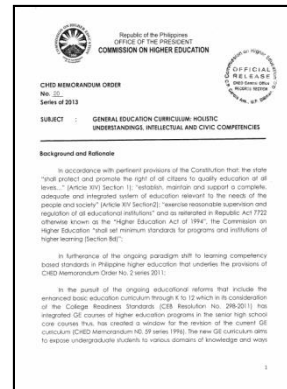 Republic of the Philippines
OFFICE OF THE PRESIDENT
COMMISSION ON HIGHER EDUCATION
OFFICIAL
RELEASE
CHED Central Office
RECORDS SECTION
CHED MEMORANDUM ORDER
No. 20
Series of 2013
SUBJECT : GENERAL EDUCATION CURRICULUM: HOLISTIC
UNDERSTANDINGS, INTELLECTUAL AND CIVIC COMPETENCIES
Background and Rationale
In accordance with pertinent provisions of the Constitution that: the state
"shall protect and promote the right of all citizens to quality education at all
levels..." (Article XIV) Section 1); "establish, maintain and support a complete,
adequate and integrated system of education relevant to the needs of the
people and society" (Article XIV Section2); "exercise reasonable supervision and
regulation of all educational institutions" and as reiterated in Republic Act 7722
otherwise known as the "Higher Education Act of 1994", the Commission on
Higher Education "shall set minimum standards for programs and institutions of
higher learning (Section 8d)";
In furtherance of the ongoing paradigm shift to learning competency
based standards in Philippine higher education that underlies the provisions of
CHED Memorandum Order No. 2 series 2011;
In the pursuit of the ongoing educational reforms that include the
enhanced basic education curriculum through K to 12 which in its consideration
of the College Readiness Standards (CEB Resolution No. 298-2011) has
integrated GE courses of higher education programs in the senior high school
core courses thus, has created a window for the revision of the current GE
curriculum (CHED Memorandum NO. 59 series 1996). The new GE curriculum aims
to expose undergraduate students to various domains of knowledge and ways
1